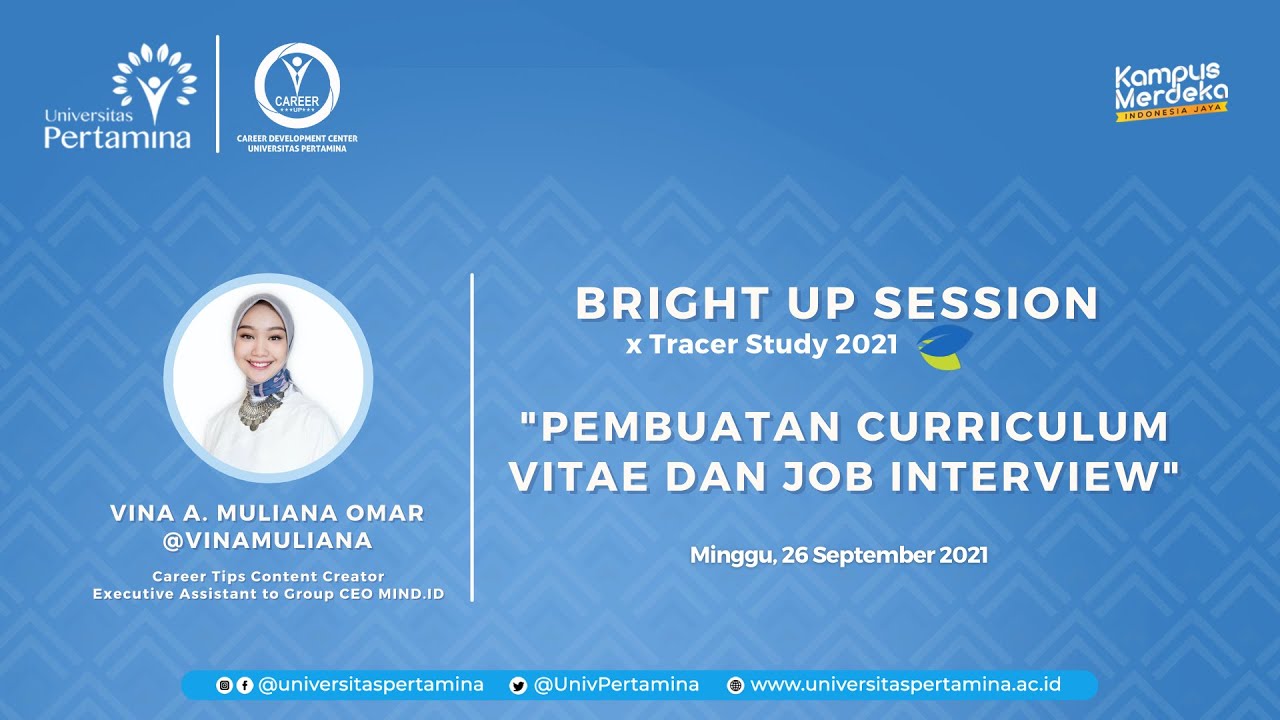 Universitas
Pertamina
CAREER
UP
CAREER DEVELOPMENT CENTER
UNIVERSITAS PERTAMINA
Kampus
Merdeka
INDONESIA JAYA
BRIGHT UP SESSION
x Tracer Study 2021
"PEMBUATAN CURRICULUM
VITAE DAN JOB INTERVIEW"
Minggu, 26 September 2021
VINA A. MULIANA OMAR
@VINAMULIANA
Career Tips Content Creator
Executive Assistant to Group CEO MIND.ID
@universitaspertamina @UnivPertamina www.universitaspertamina.ac.id